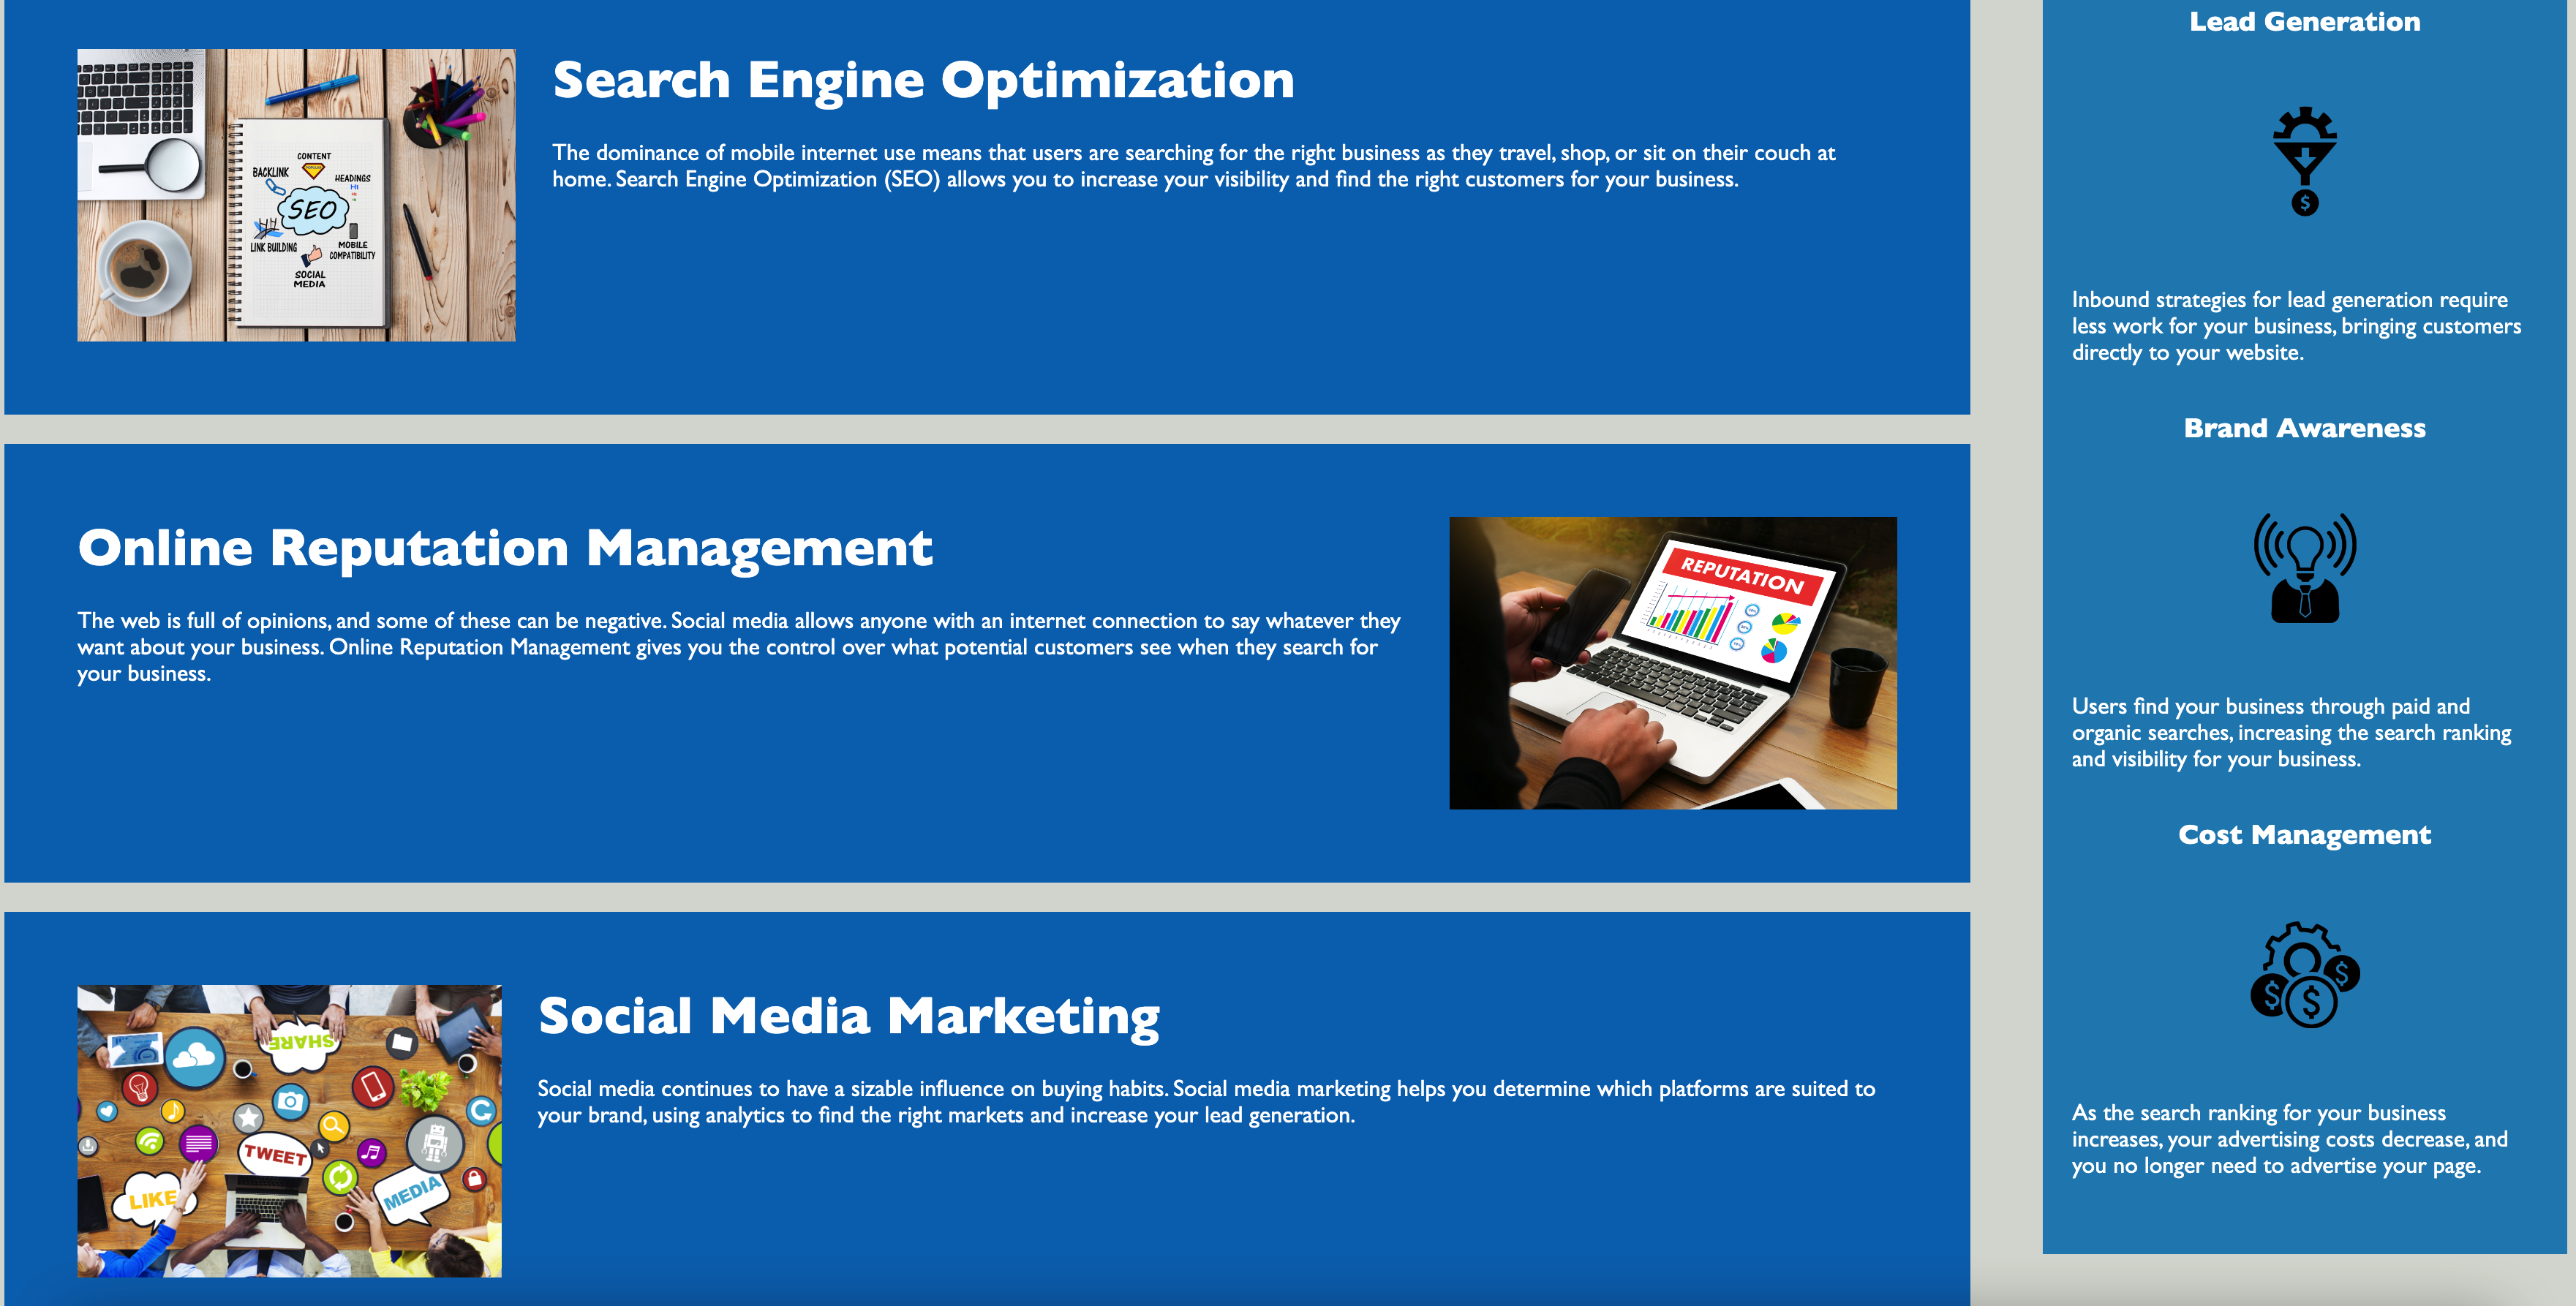 Search Engine Optimization
The dominance of mobile internet use means that users are searching for the right business as they travel, shop, or sit on their couch at
home. Search Engine Optimization (SEO) allows you to increase your visibility and find the right customers for your business.
CONTENT
BACKLINK
HEADINGS
H1
SEO
LINK BUILDING
MOBILE
COMPATIBILITY
SOCIAL
MEDIA
Online Reputation Management
The web is full of opinions, and some of these can be negative. Social media allows anyone with an internet connection to say whatever they
want about your business. Online Reputation Management gives you the control over what potential customers see when they search for
your business.
REPUTATION
Social Media Marketing
Social media continues to have a sizable influence on buying habits. Social media marketing helps you determine which platforms are suited to
your brand, using analytics to find the right markets and increase your lead generation.
SHARE
TWEET
LIKE
MEDIA
Lead Generation
$
Inbound strategies for lead generation require
less work for your business, bringing customers
directly to your website.
Brand Awareness
Users find your business through paid and
organic searches, increasing the search ranking
and visibility for your business.
Cost Management
$
$ $
As the search ranking for your business
increases, your advertising costs decrease, and
you no longer need to advertise your page.